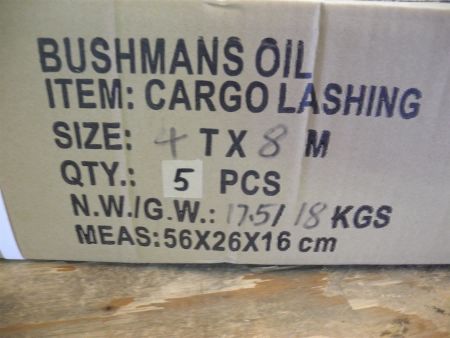 BUSHMANS OIL
ITEM: CARGO LASHING
SIZE: 4 T X 8 M
QTY.: 5 PCS
N.W./G.W.: 17.5/ 18 KGS
MEAS: 56X26X16 cm